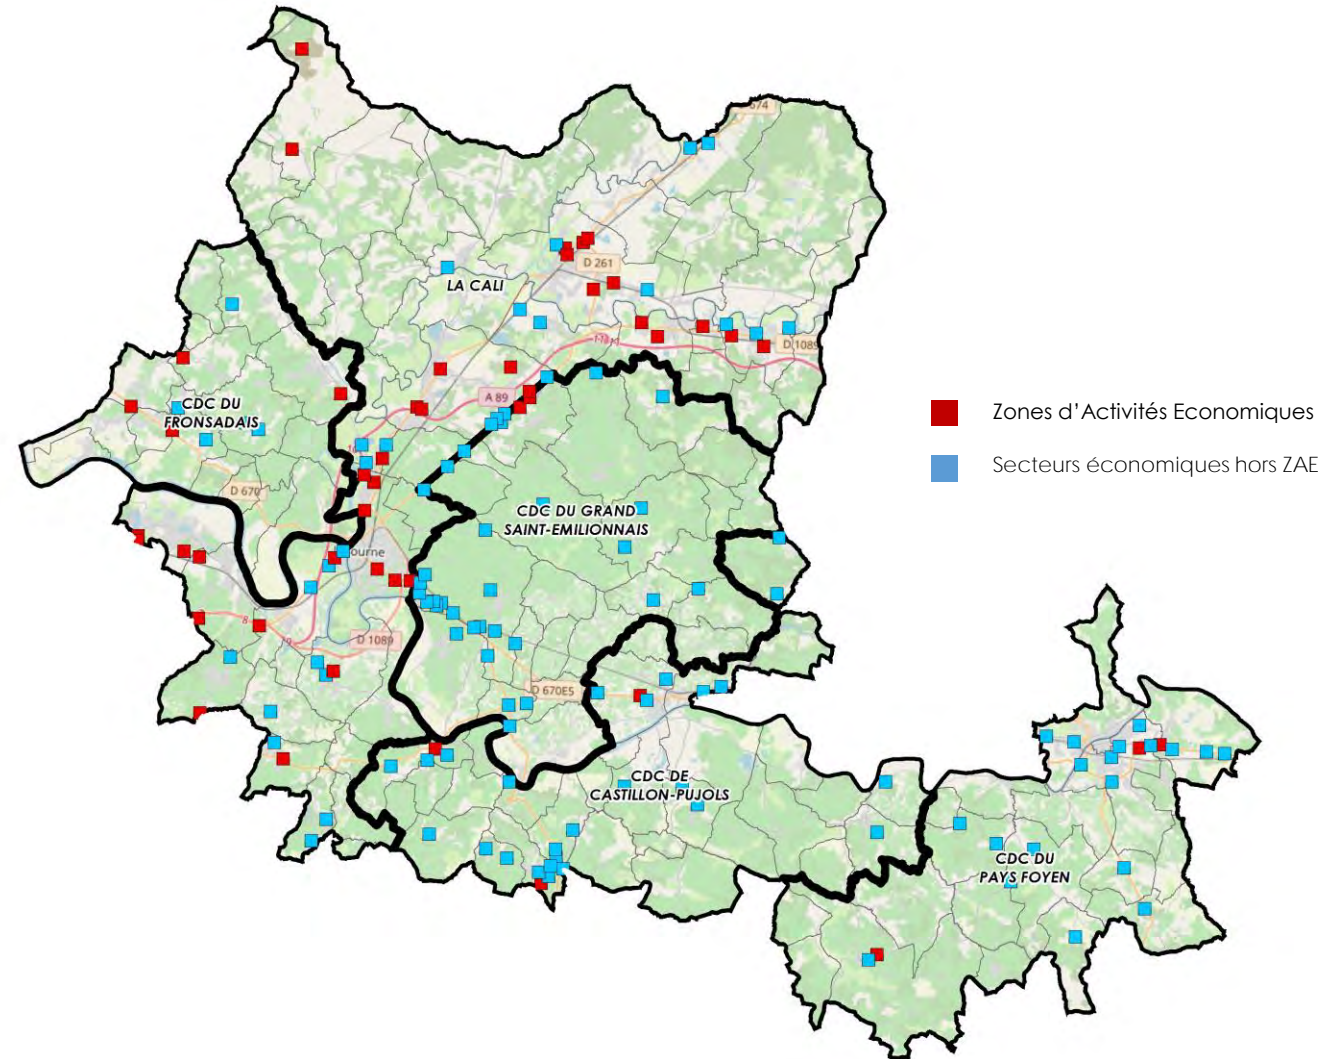 D 261
LA CALI
D 1089
A 89
CDC DU
FRONSADAIS
Zones d'Activités Economiques
Secteurs économiques hors ZAE
D 670
CDC DU GRAND
SAINT-EMILIONNAIS
ourne
D 1089
D 670E5
CDC DE
CASTILLON-PUJOLS
CDC DU
PAYS FOYEN